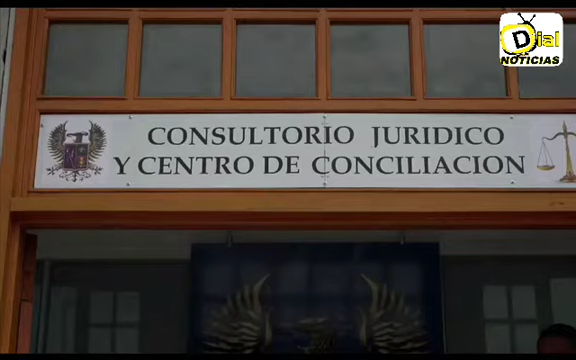 Dial
NOTICIAS
CONSULTORIO JURIDICO
Y CENTRO DE CONCILIACION